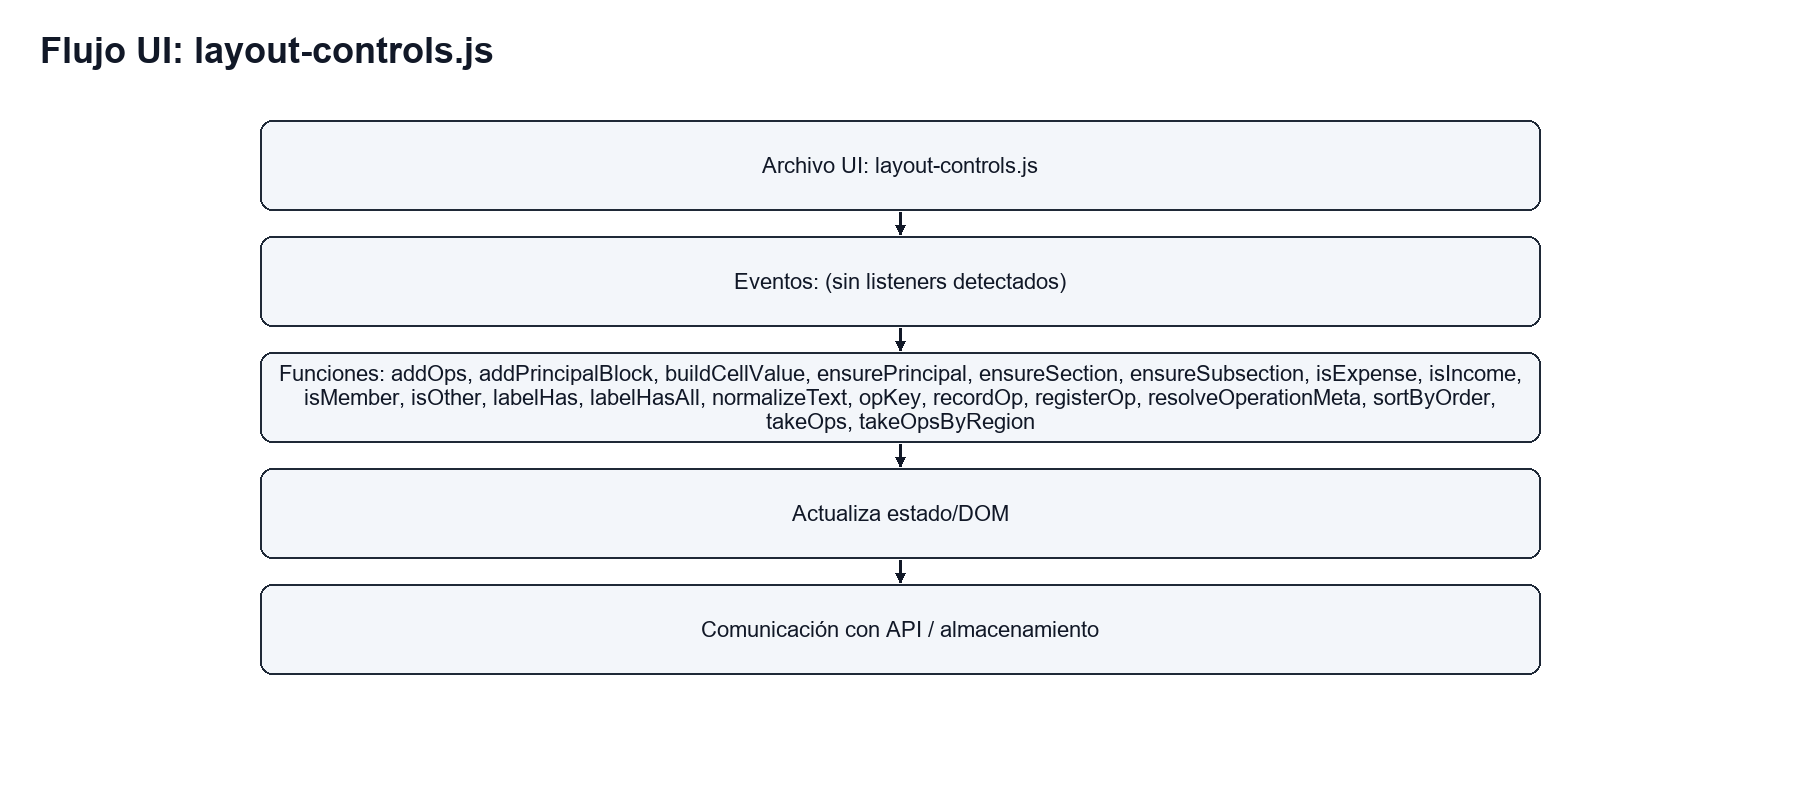 Flujo UI: layout-controls.js
Archivo UI: layout-controls.js
Eventos: (sin listeners detectados)
Funciones: addOps, addPrincipalBlock, buildCellValue, ensurePrincipal, ensureSection, ensureSubsection, isExpense, isIncome,
isMember, isOther, labelHas, labelHasAll, normalizeText, opKey, recordOp, registerOp, resolveOperationMeta, sortByOrder,
takeOps, takeOpsByRegion
Actualiza estado/DOM
Comunicación con API / almacenamiento